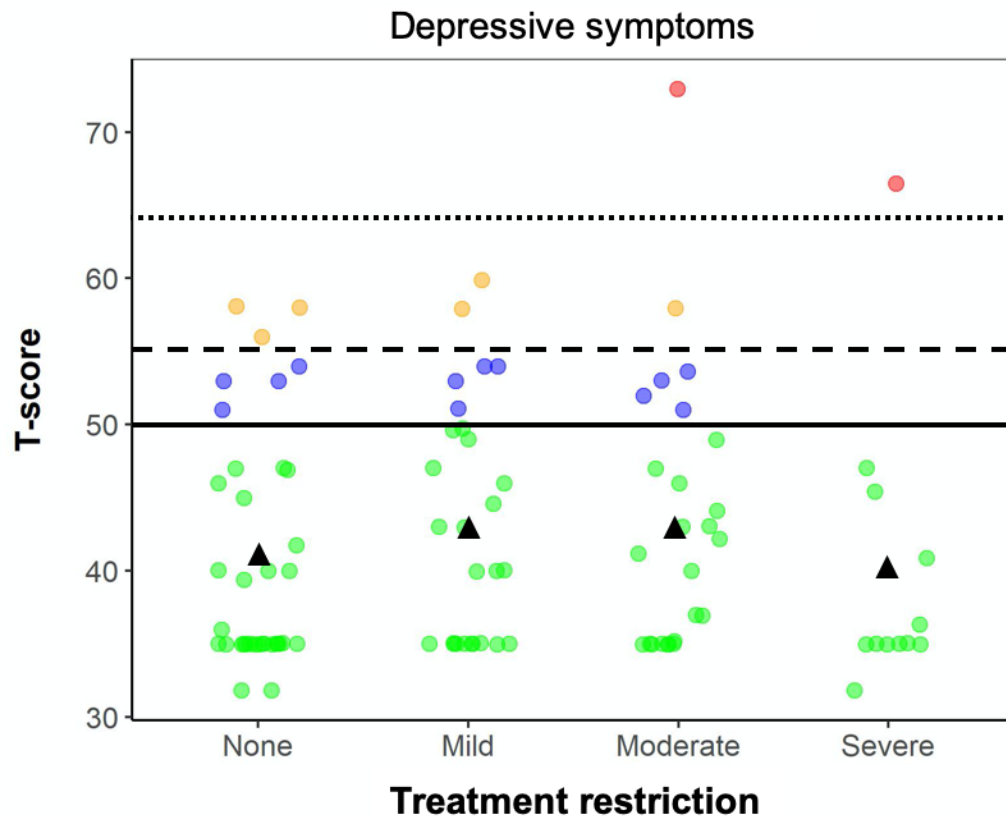 Depressive symptoms
70
60
50
40
30
T-score
None Mild Moderate Severe
Treatment restriction